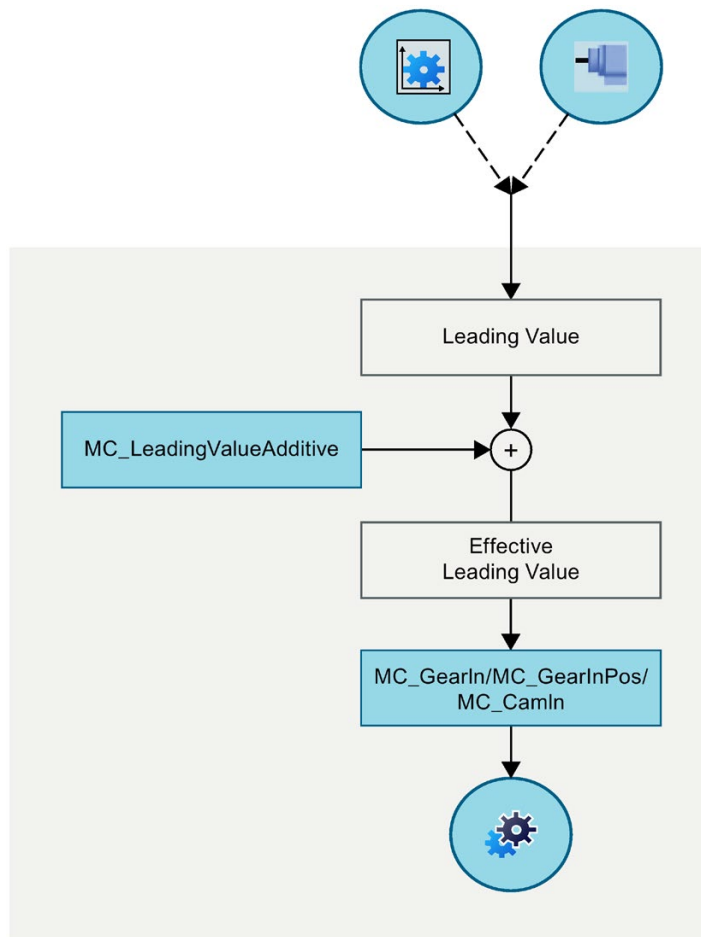 Leading Value
MC_LeadingValueAdditive
+
Effective
Leading Value
MC_GearIn/MC_GearInPos/
MC_CamIn